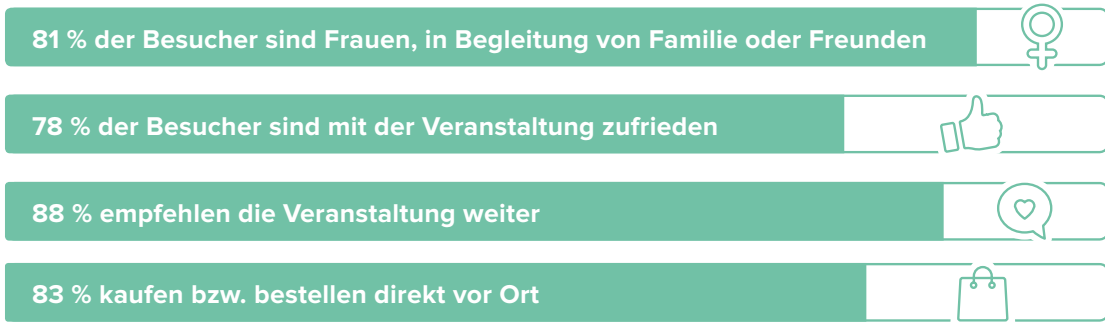 81 % der Besucher sind Frauen, in Begleitung von Familie oder Freunden
78 % der Besucher sind mit der Veranstaltung zufrieden
88 % empfehlen die Veranstaltung weiter
83 % kaufen bzw. bestellen direkt vor Ort